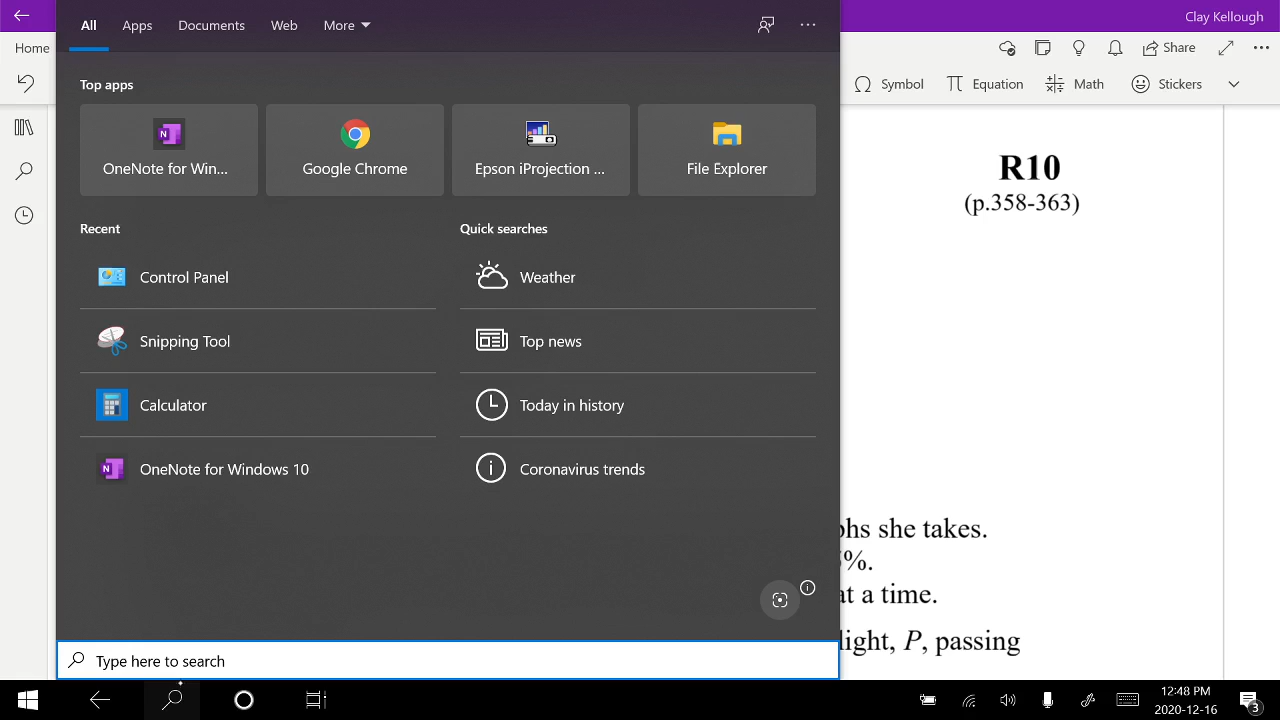 All Apps Documents Web More
Clay Kellough
Home
Share
Symbol Equation Math Stickers
Top apps
OneNote for Win... Google Chrome Epson iProjection ... File Explorer
R10
(p.358-363)
Recent
Control Panel
Snipping Tool
Calculator
OneNote for Windows 10
Quick searches
Weather
Top news
Today in history
Coronavirus trends
phs she takes.
%.
at a time.
light, P, passing
Type here to search
12:48 PM
2020-12-16
3